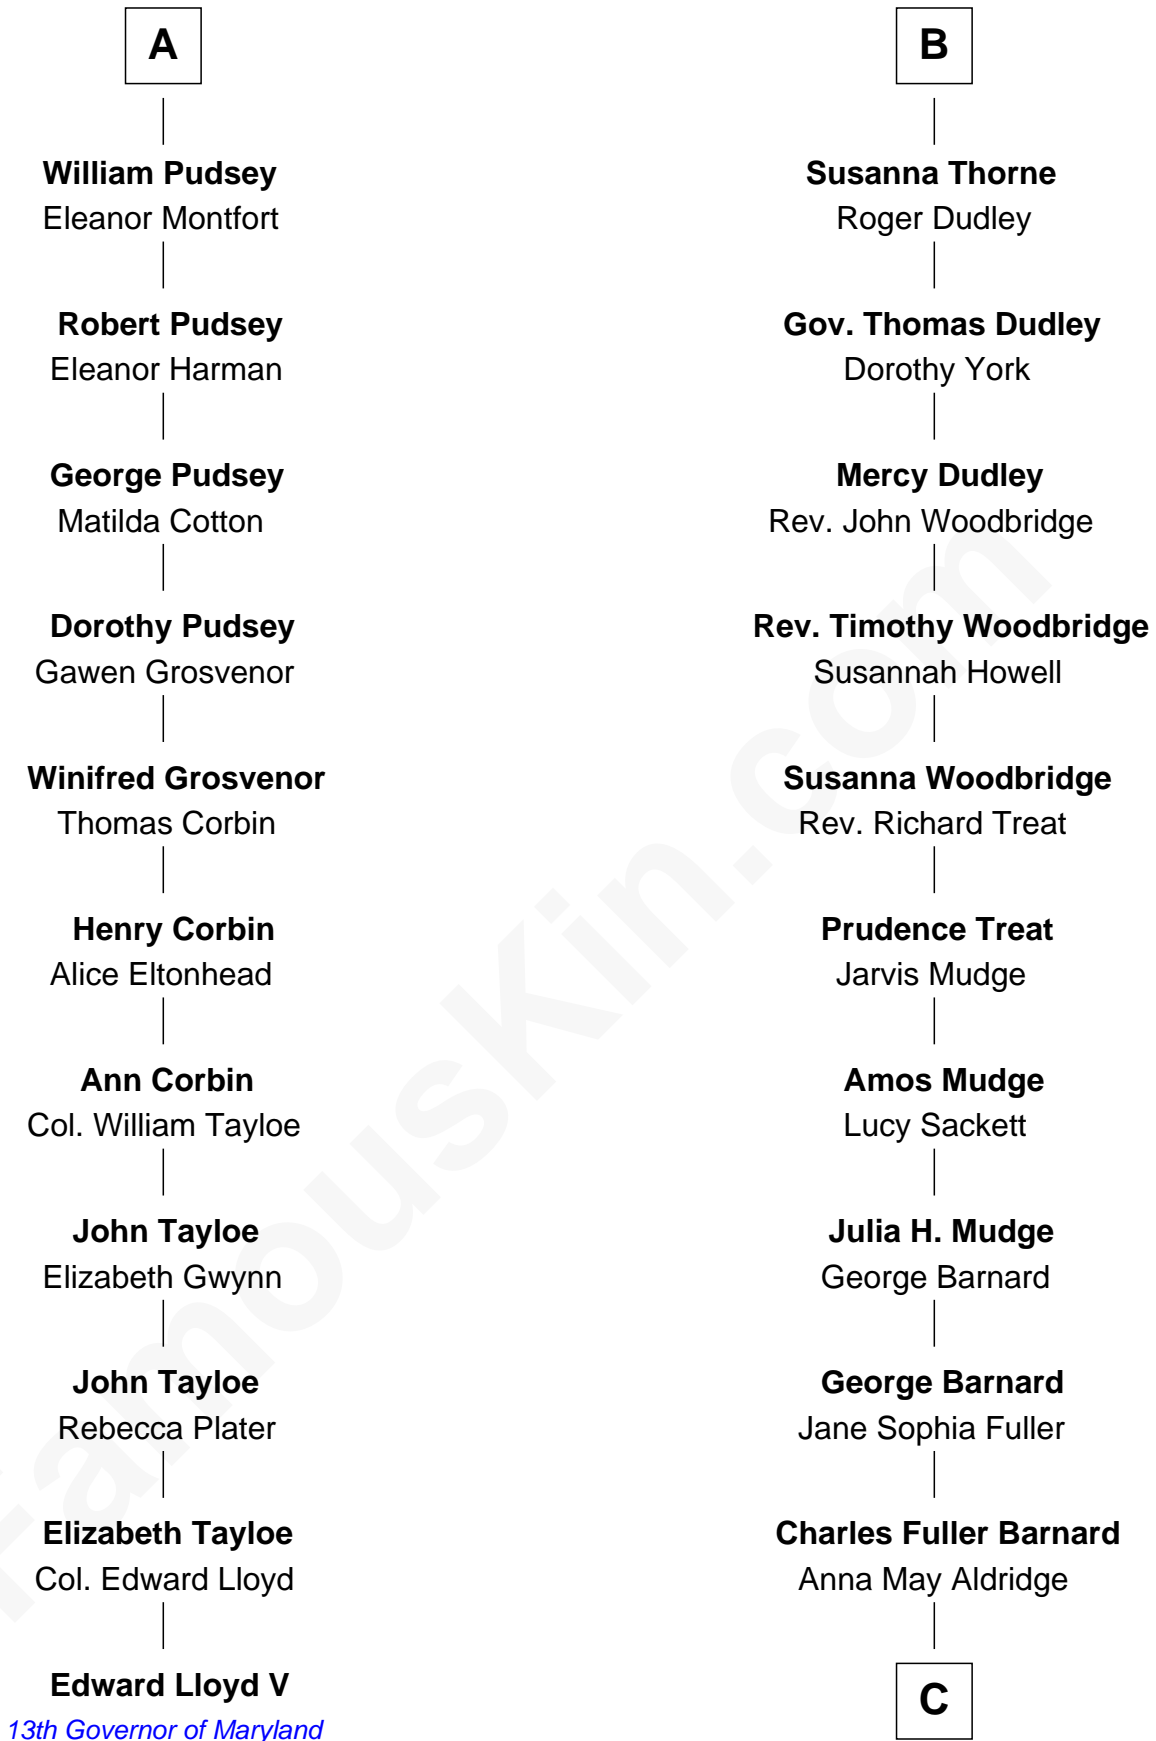 A
William Pudsey
Eleanor Montfort
Robert Pudsey
Eleanor Harman
George Pudsey
Matilda Cotton
Dorothy Pudsey
Gawen Grosvenor
Winifred Grosvenor
Thomas Corbin
Henry Corbin
Alice Eltonhead
Ann Corbin
Col. William Tayloe
John Tayloe
Elizabeth Gwynn
John Tayloe
Rebecca Plater
Elizabeth Tayloe
Col. Edward Lloyd
Edward Lloyd V
13th Governor of Maryland
B
Susanna Thorne
Roger Dudley
Gov. Thomas Dudley
Dorothy York
Mercy Dudley
Rev. John Woodbridge
Rev. Timothy Woodbridge
Susannah Howell
Susanna Woodbridge
Rev. Richard Treat
Prudence Treat
Jarvis Mudge
Amos Mudge
Lucy Sackett
Julia H. Mudge
George Barnard
George Barnard
Jane Sophia Fuller
Charles Fuller Barnard
Anna May Aldridge
C
FamousKin.com